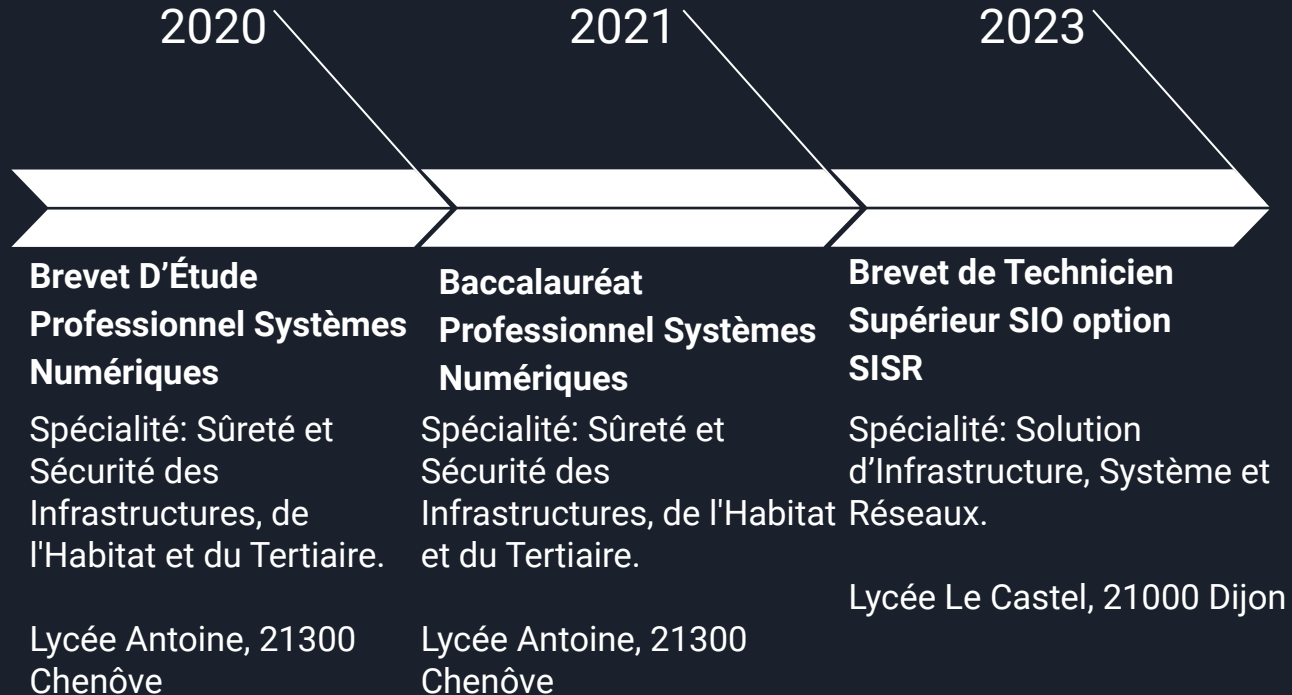 2020
Brevet D’Étude
Professionnel Systèmes
Numériques
Spécialité: Sûreté et
Sécurité des
Infrastructures, de
l'Habitat et du Tertiaire.
Lycée Antoine, 21300
Chenôve
2021
Baccalauréat
Professionnel Systèmes
Numériques
Spécialité: Sûreté et
Sécurité des
Infrastructures, de l'Habitat
et du Tertiaire.
Lycée Antoine, 21300
Chenôve
2023
Brevet de Technicien
Supérieur SIO option
SISR
Spécialité: Solution
d’Infrastructure, Système et
Réseaux.
Lycée Le Castel, 21000 Dijon